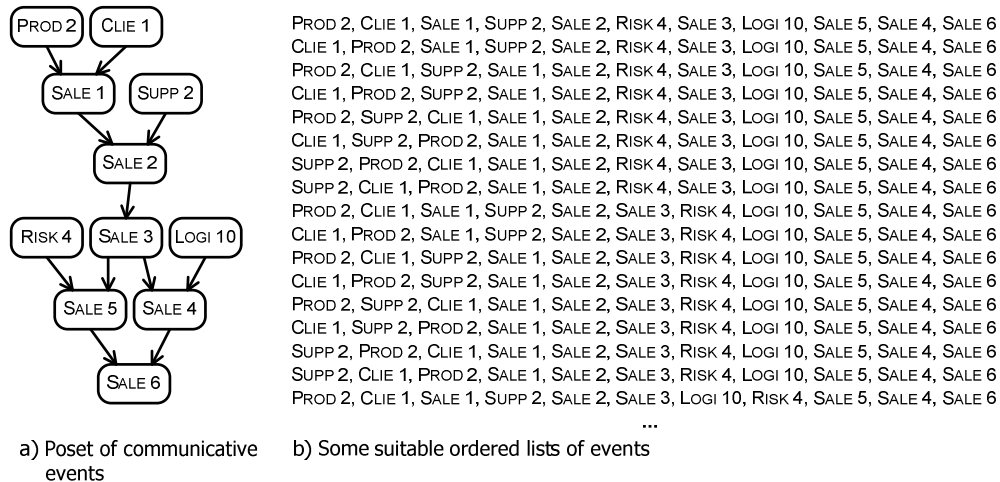 PROD 2 CLIE 1
SALE 1 SUPP 2
SALE 2
RISK 4 SALE 3 LOGI 10
SALE 5 SALE 4
SALE 6
a) Poset of communicative
events
PROD 2, CLIE 1, SALE 1, SUPP 2, SALE 2, RISK 4, SALE 3, LOGI 10, SALE 5, SALE 4, SALE 6
CLIE 1, PROD 2, SALE 1, SUPP 2, SALE 2, RISK 4, SALE 3, LOGI 10, SALE 5, SALE 4, SALE 6
PROD 2, CLIE 1, SUPP 2, SALE 1, SALE 2, RISK 4, SALE 3, LOGI 10, SALE 5, SALE 4, SALE 6
CLIE 1, PROD 2, SUPP 2, SALE 1, SALE 2, RISK 4, SALE 3, LOGI 10, SALE 5, SALE 4, SALE 6
PROD 2, SUPP 2, CLIE 1, SALE 1, SALE 2, RISK 4, SALE 3, LOGI 10, SALE 5, SALE 4, SALE 6
CLIE 1, SUPP 2, PROD 2, SALE 1, SALE 2, RISK 4, SALE 3, LOGI 10, SALE 5, SALE 4, SALE 6
SUPP 2, PROD 2, CLIE 1, SALE 1, SALE 2, RISK 4, SALE 3, LOGI 10, SALE 5, SALE 4, SALE 6
SUPP 2, CLIE 1, PROD 2, SALE 1, SALE 2, RISK 4, SALE 3, LOGI 10, SALE 5, SALE 4, SALE 6
PROD 2, CLIE 1, SALE 1, SUPP 2, SALE 2, SALE 3, RISK 4, LOGI 10, SALE 5, SALE 4, SALE 6
CLIE 1, PROD 2, SALE 1, SUPP 2, SALE 2, SALE 3, RISK 4, LOGI 10, SALE 5, SALE 4, SALE 6
PROD 2, CLIE 1, SUPP 2, SALE 1, SALE 2, SALE 3, RISK 4, LOGI 10, SALE 5, SALE 4, SALE 6
CLIE 1, PROD 2, SUPP 2, SALE 1, SALE 2, SALE 3, RISK 4, LOGI 10, SALE 5, SALE 4, SALE 6
PROD 2, SUPP 2, CLIE 1, SALE 1, SALE 2, SALE 3, RISK 4, LOGI 10, SALE 5, SALE 4, SALE 6
CLIE 1, SUPP 2, PROD 2, SALE 1, SALE 2, SALE 3, RISK 4, LOGI 10, SALE 5, SALE 4, SALE 6
SUPP 2, PROD 2, CLIE 1, SALE 1, SALE 2, SALE 3, RISK 4, LOGI 10, SALE 5, SALE 4, SALE 6
SUPP 2, CLIE 1, PROD 2, SALE 1, SALE 2, SALE 3, RISK 4, LOGI 10, SALE 5, SALE 4, SALE 6
PROD 2, CLIE 1, SALE 1, SUPP 2, SALE 2, SALE 3, LOGI 10, RISK 4, SALE 5, SALE 4, SALE 6
...
b) Some suitable ordered lists of events